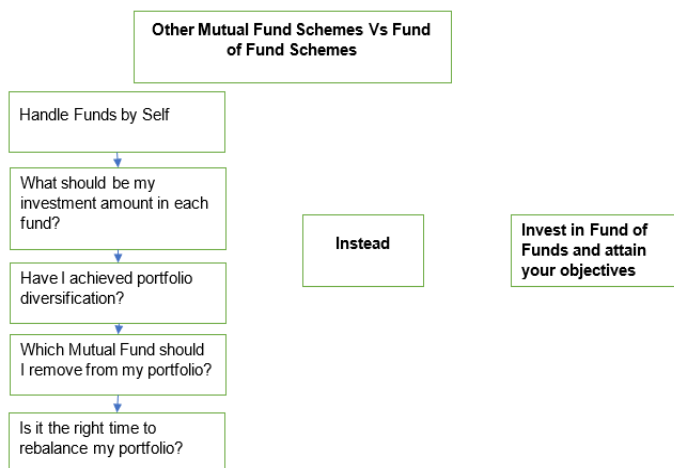 Other Mutual Fund Schemes Vs Fund
of Fund Schemes
Handle Funds by Self
What should be my
investment amount in each
fund?
Have I achieved portfolio
diversification?
Which Mutual Fund should
I remove from my portfolio?
Is it the right time to
rebalance my portfolio?
Instead
Invest in Fund of
Funds and attain
your objectives